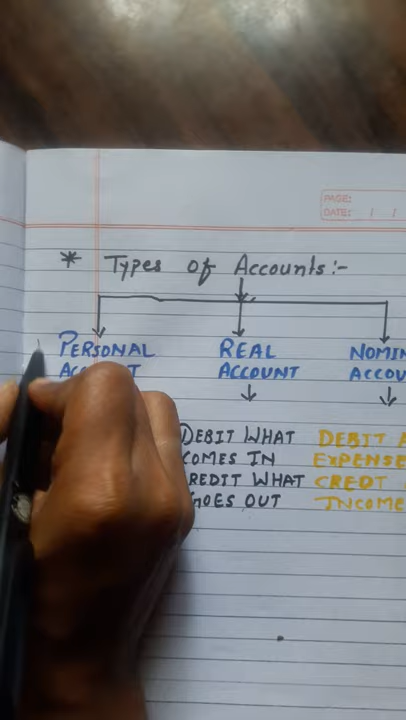 PAGE:
DATE: / /
* Types of Accounts:-
PERSONAL
REAL
ACCOUNT
DEBIT WHAT
COMES IN
CREDIT WHAT
GOES OUT
DEBIT
EXPENSE
CREDT
INCOME